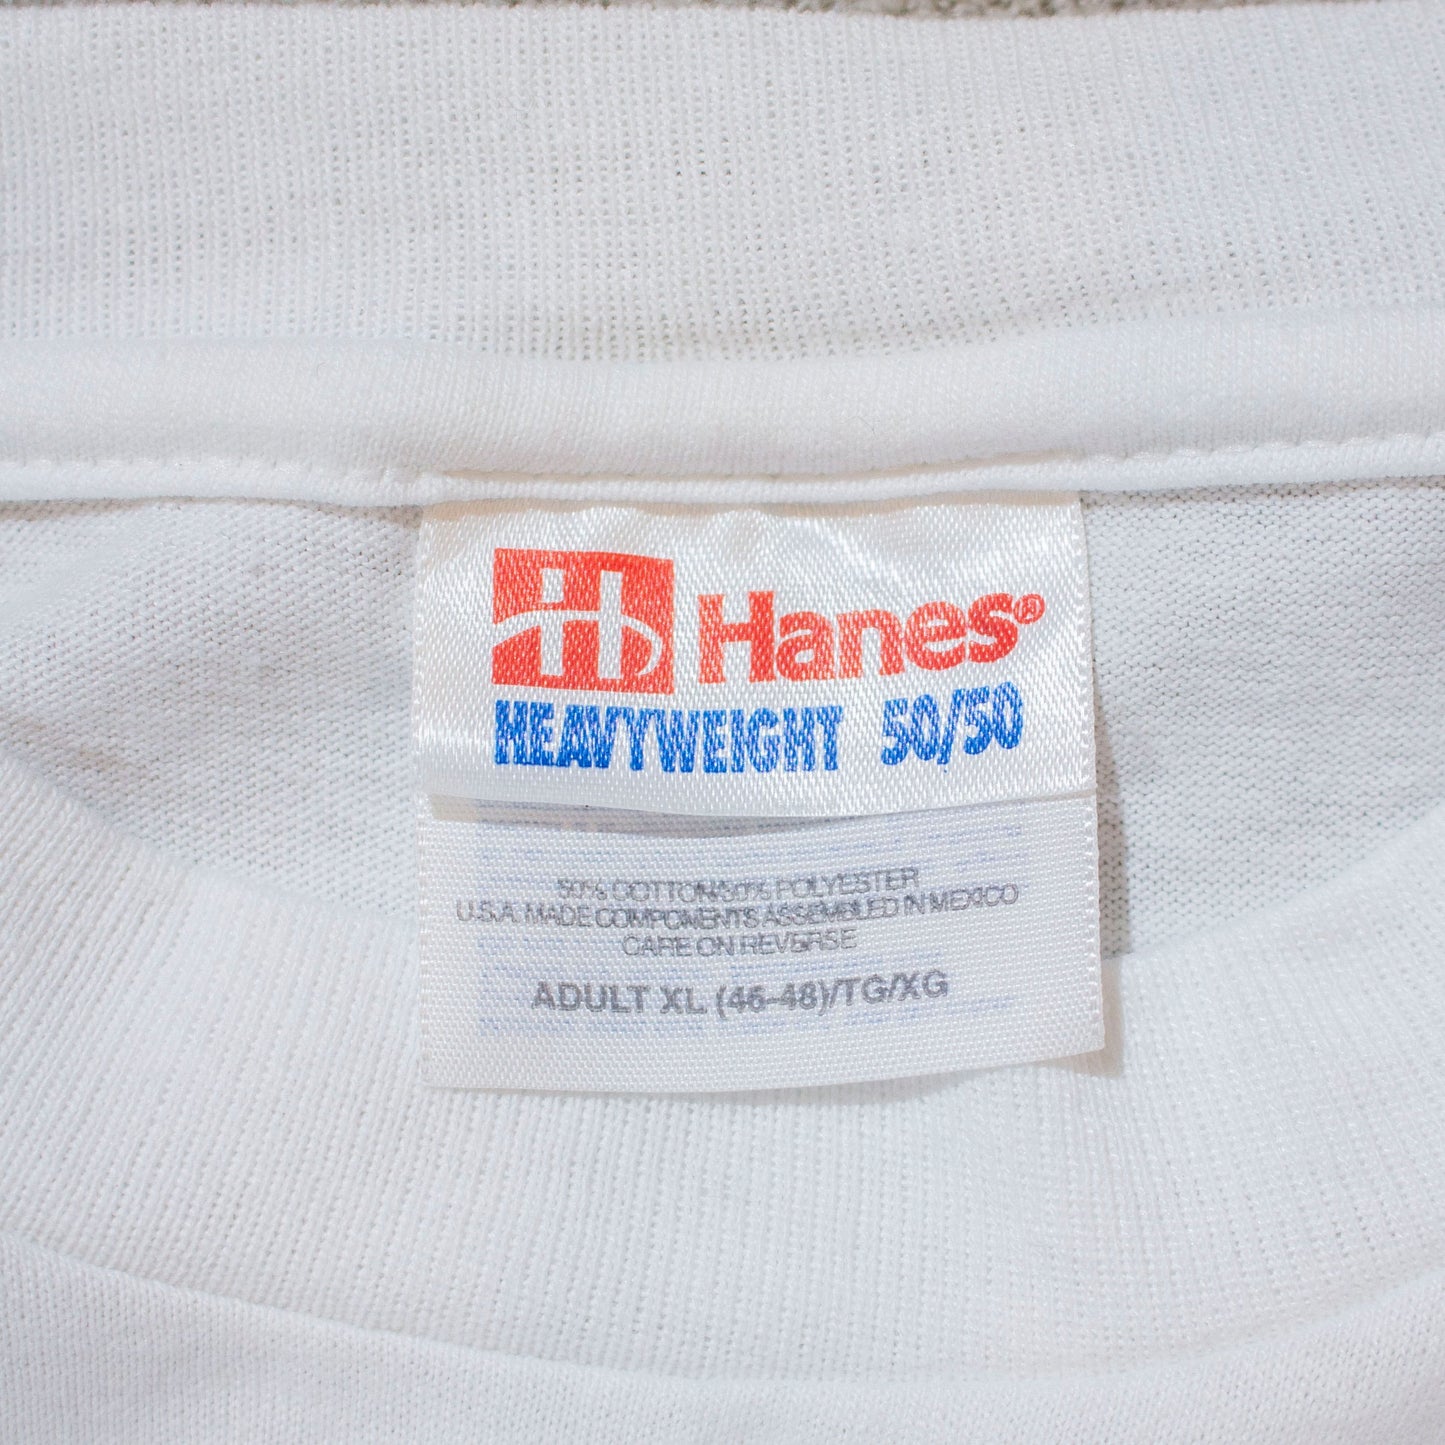 H Hanes®
HEAVYWEIGHT 50/50
50% COTTON/50% POLYESTER
U.S.A. MADE COMPONENTS ASSEMBLED IN MEXICO
CARE ON REVERSE
ADULT XL (46-48)/TG/XG